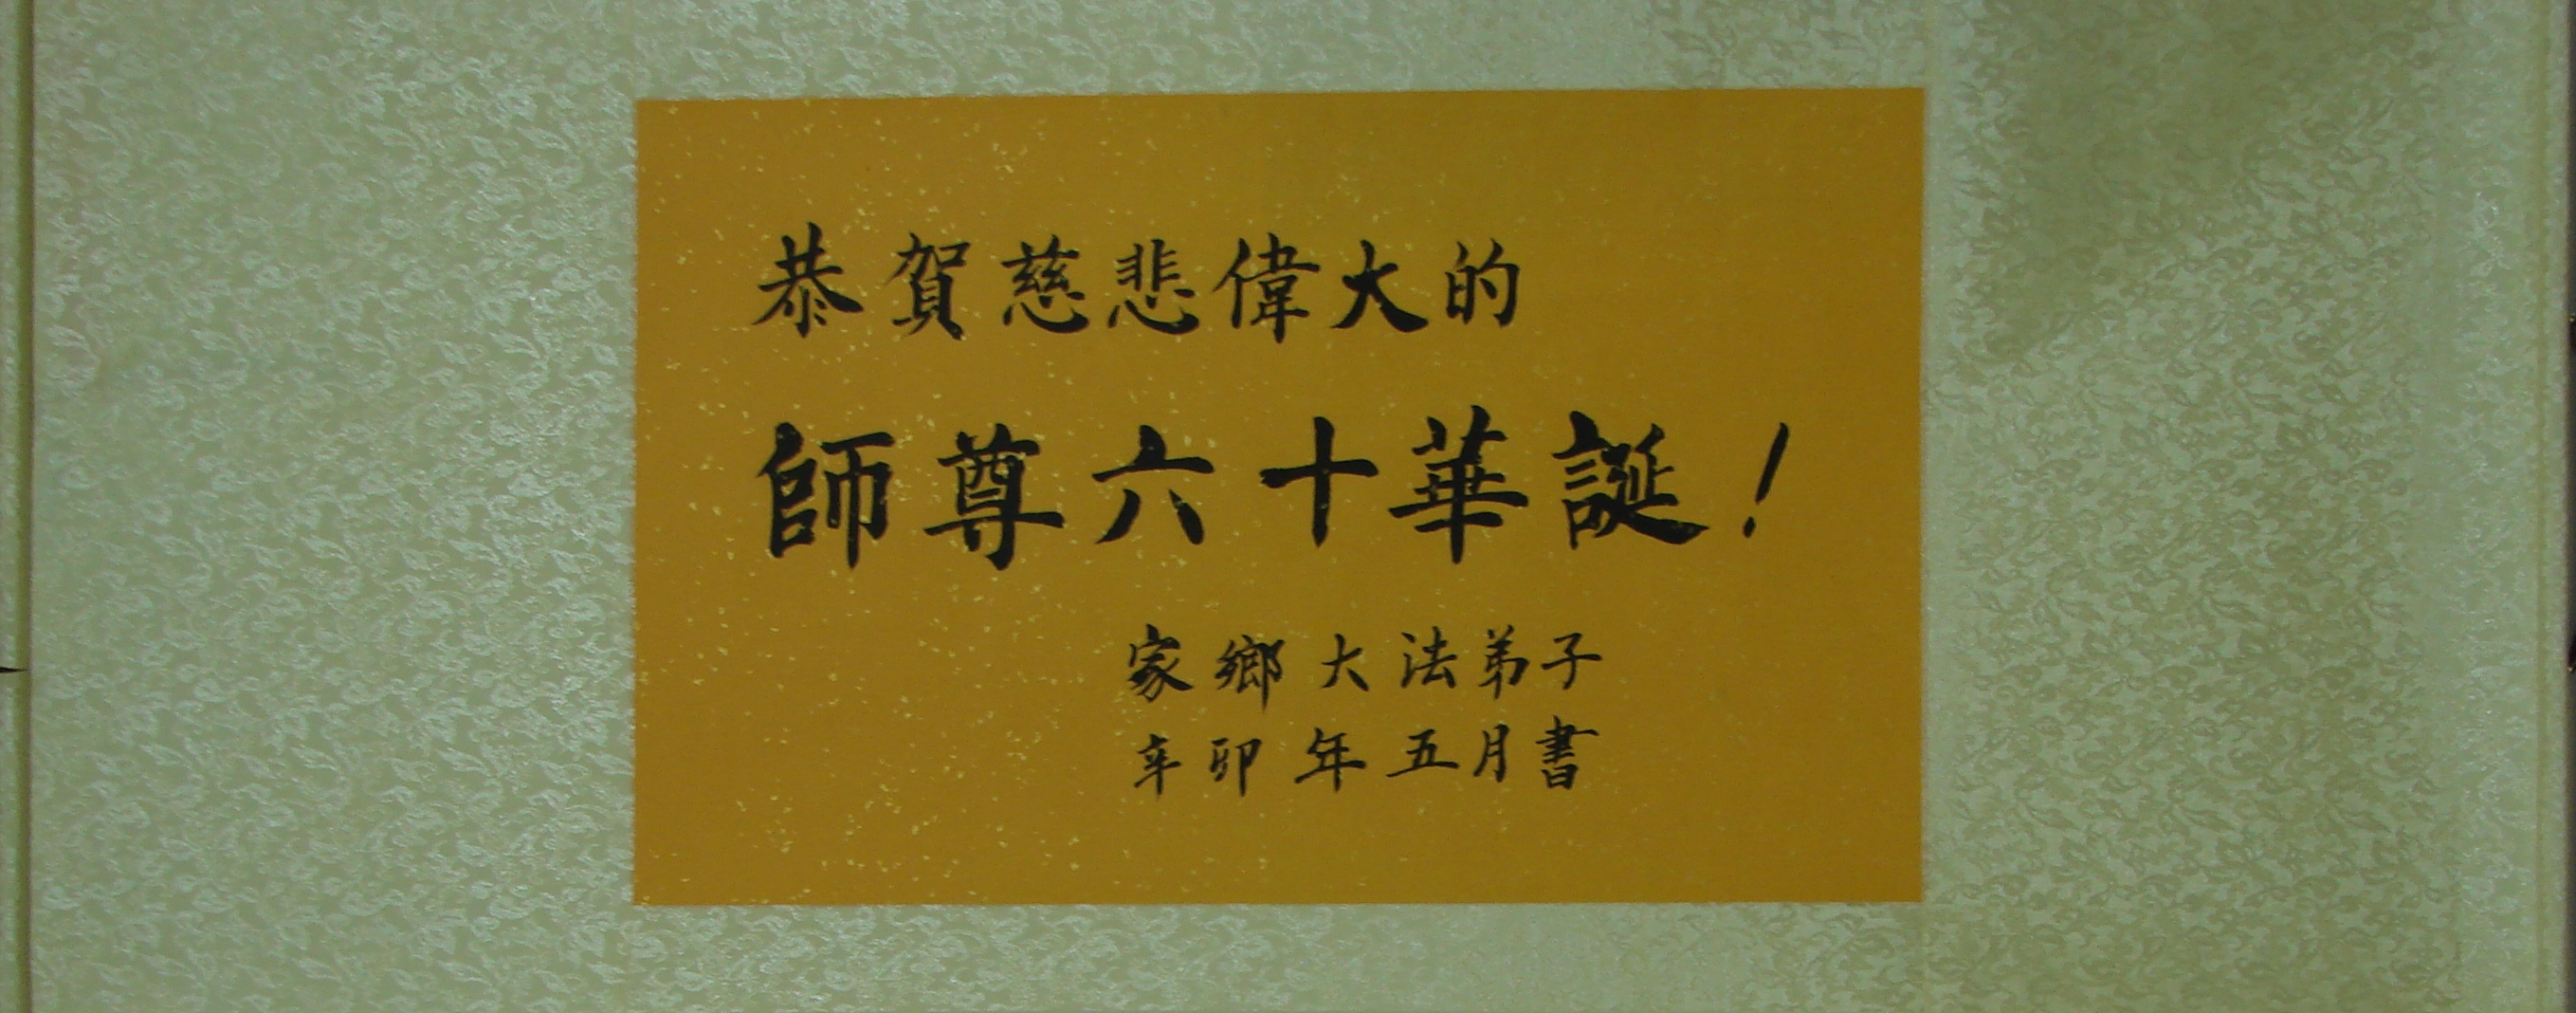 恭賀慈悲偉大的
師尊六十華誕！
家鄉大法弟子
辛卯年五月書